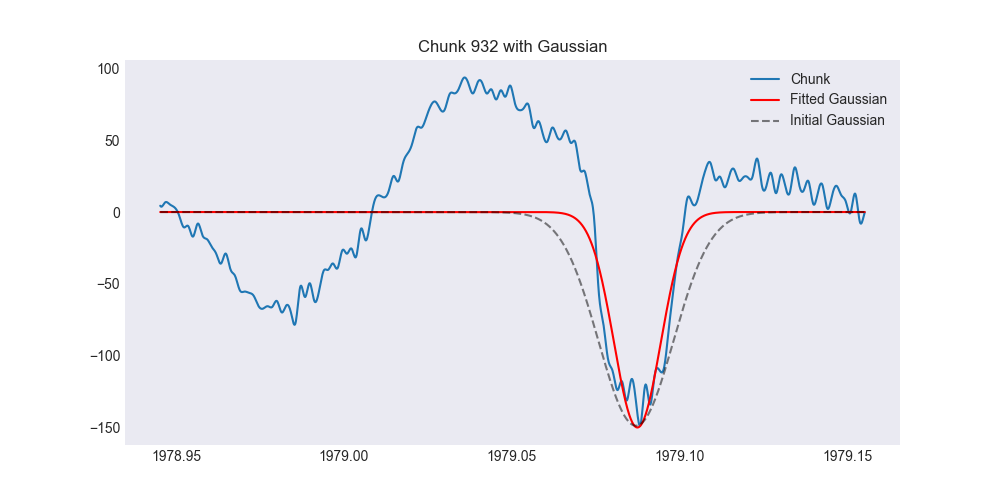 Chunk 932 with Gaussian
Chunk
Fitted Gaussian
Initial Gaussian
100
50
0
−50
−100
−150
1978.95 1979.00 1979.05 1979.10 1979.15